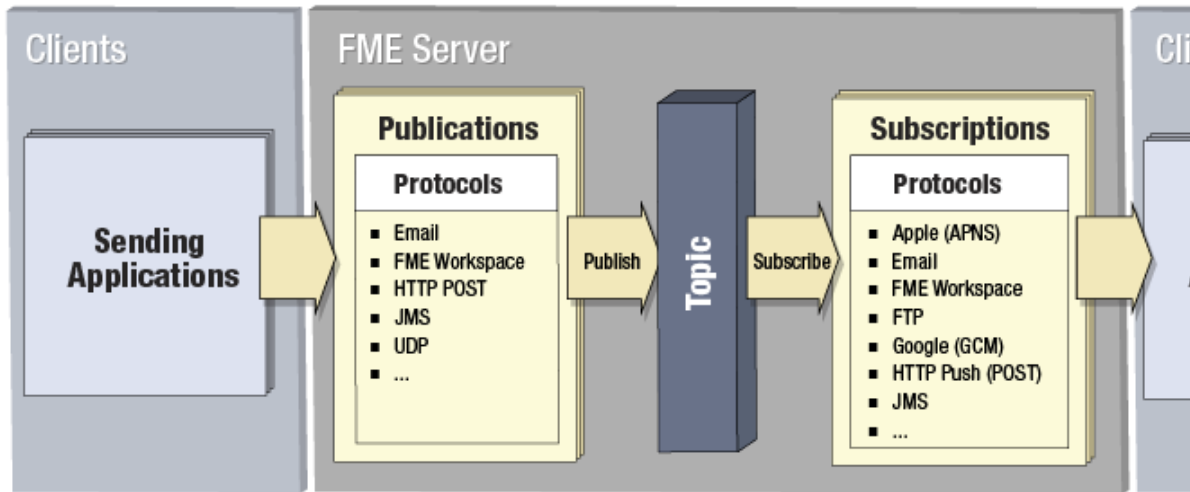 Clients
Sending
Applications
FME Server
Publications
Protocols
▪ Email
▪ FME Workspace
▪ HTTP POST
▪ JMS
▪ UDP
▪ ...
Publish
Topic
Subscribe
Subscriptions
Protocols
▪ Apple (APNS)
▪ Email
▪ FME Workspace
▪ FTP
▪ Google (GCM)
▪ HTTP Push (POST)
▪ JMS
▪ ...